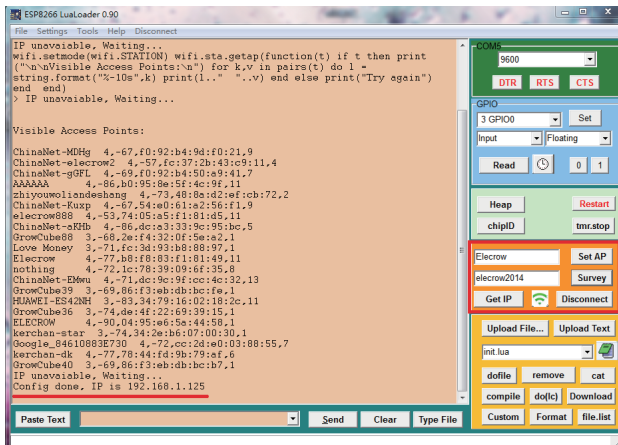 ESP8266 LuaLoader 0.90
File Settings Tools Help Disconnect
IP unavaiable, Waiting...
wifi.setmode(wifi.STATION) wifi.sta.getap(function(t) if t then print
("\n\nVisible Access Points:\n") for k,v in pairs(t) do l =
string.format("%-10s",k) print(l.." "..v) end else print("Try again")
end end)
> IP unavaiable, Waiting...
Visible Access Points:
ChinaNet-MDHg 4,-67,f0:92:b4:9d:f0:21,9
ChinaNet-elecrow2 4,-57,fc:37:2b:43:c9:11,4
ChinaNet-gGFL 4,-69,f0:92:b4:50:a9:41,7
AAAAAA 4,-86,b0:95:8e:5f:4c:9f,11
zhiyouwoliandeshang 4,-73,48:8a:d2:ef:cb:72,2
ChinaNet-Kuxp 4,-67,54:e0:61:a2:56:f1,9
elecrow888 4,-53,74:05:a5:f1:81:d5,11
ChinaNet-aKHb 4,-86,dc:a3:33:9c:95:bc,5
GrowCube88 3,-68,2e:f4:32:0f:5e:a2,1
Love Money 3,-71,fc:3d:93:b8:88:97,1
Elecrow 4,-77,b8:f8:83:f1:81:49,11
nothing 4,-72,1c:78:39:09:6f:35,8
ChinaNet-EMwu 4,-71,dc:9c:9f:cc:4c:32,13
GrowCube39 3,-69,86:f3:eb:db:bc:fe,1
HUAWEI-ES42NH 3,-83,34:79:16:02:18:2c,11
GrowCube36 3,-74,de:4f:22:69:39:15,1
ELECROW 4,-90,04:95:e6:5a:44:58,1
kerchan-star 3,-74,34:2e:b6:07:00:30,1
Google_84610883E730 4,-72,cc:2d:e0:03:88:55,7
kerchan-dk 4,-77,78:44:fd:9b:79:af,6
GrowCube40 3,-69,86:f3:eb:db:bc:b7,1
IP unavaiable, Waiting...
Config done, IP is 192.168.1.125
Paste Text Send Clear Type File
COM5
9600
DTR RTS CTS
GPIO
3 GPIO0 Set
Input Floating
Read 0 1
Heap Restart
chipID tmr.stop
Elecrow Set AP
elecrow2014 Survey
Get IP Disconnect
Upload File... Upload Text
init.lua
dofile remove cat
compile do(lc) Download
Custom Format file.list